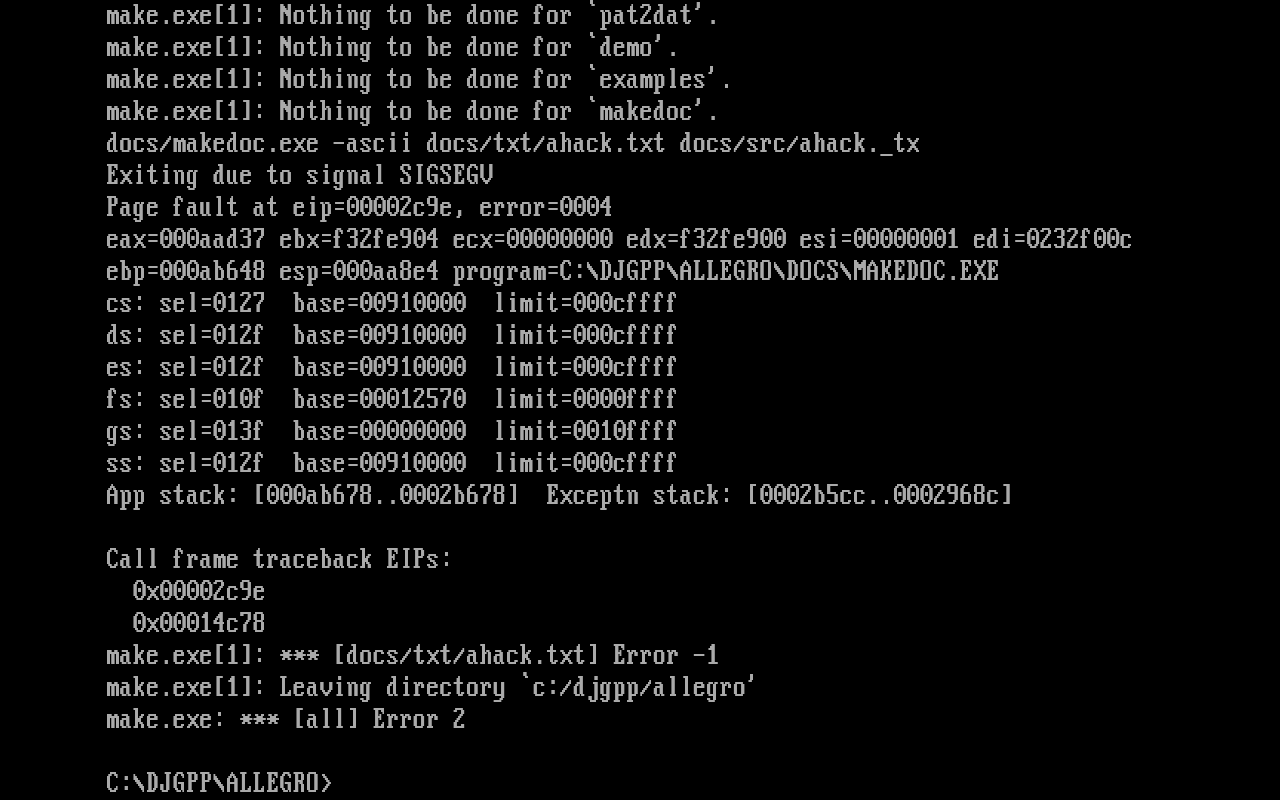 make.exe[1]: Nothing to be done for `pat2dat'.
make.exe[1]: Nothing to be done for `demo'.
make.exe[1]: Nothing to be done for `examples'.
make.exe[1]: Nothing to be done for `makedoc'.
docs/makedoc.exe -ascii docs/txt/ahack.txt docs/src/ahack._tx
Exiting due to signal SIGSEGV
Page fault at eip=00002c9e, error=0004
eax=000aad37 ebx=f32fe904 ecx=00000000 edx=f32fe900 esi=00000001 edi=0232f00c
ebp=000ab648 esp=000aa8e4 program=C:\DJGPP\ALLEGRO\DOCS\MAKEDOC.EXE
cs: sel=0127  base=00910000  limit=000cffff
ds: sel=012f  base=00910000  limit=000cffff
es: sel=012f  base=00910000  limit=000cffff
fs: sel=010f  base=00012570  limit=0000ffff
gs: sel=013f  base=00000000  limit=0010ffff
ss: sel=012f  base=00910000  limit=000cffff
App stack: [000ab678..0002b678]  Exceptn stack: [0002b5cc..0002968c]
Call frame traceback EIPs:
  0x00002c9e
  0x00014c78
make.exe[1]: *** [docs/txt/ahack.txt] Error -1
make.exe[1]: Leaving directory `c:/djgpp/allegro'
make.exe: *** [all] Error 2
C:\DJGPP\ALLEGRO>